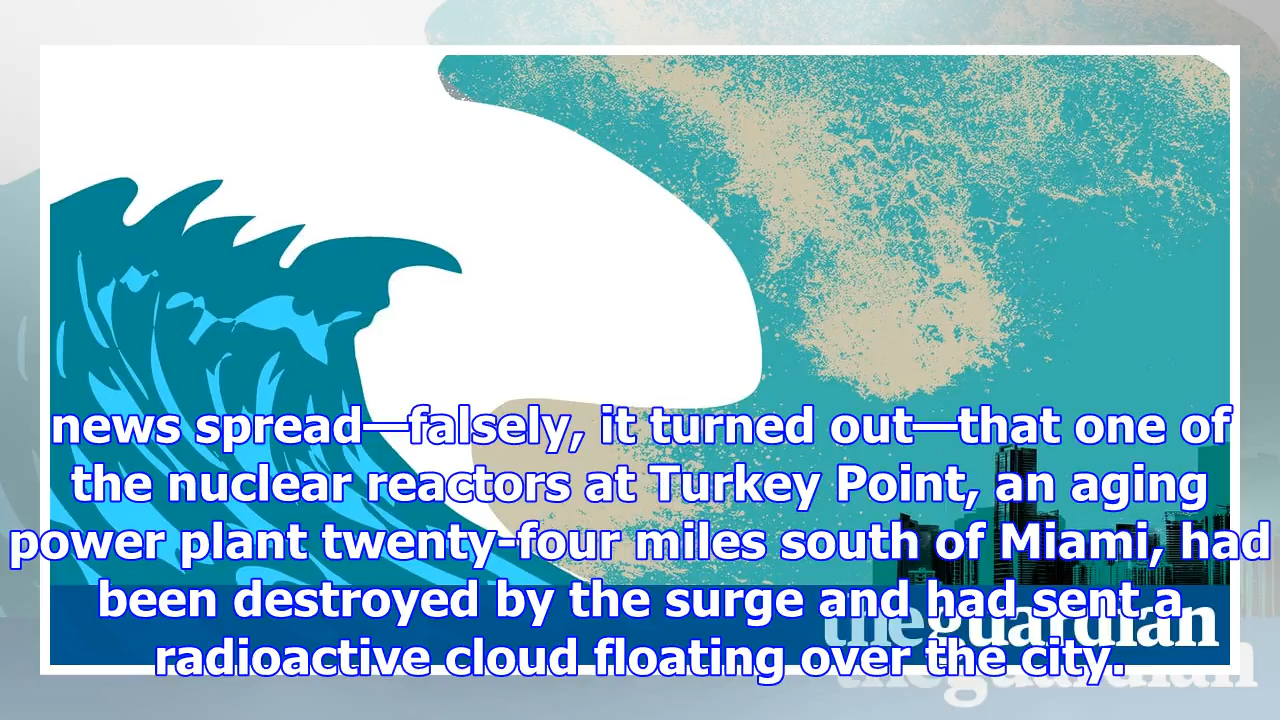 news spread—falsely, it turned out—that one of
the nuclear reactors at Turkey Point, an aging
power plant twenty-four miles south of Miami, had
been destroyed by the surge and had sent a
radioactive cloud floating over the city.
theguardian
theguardian